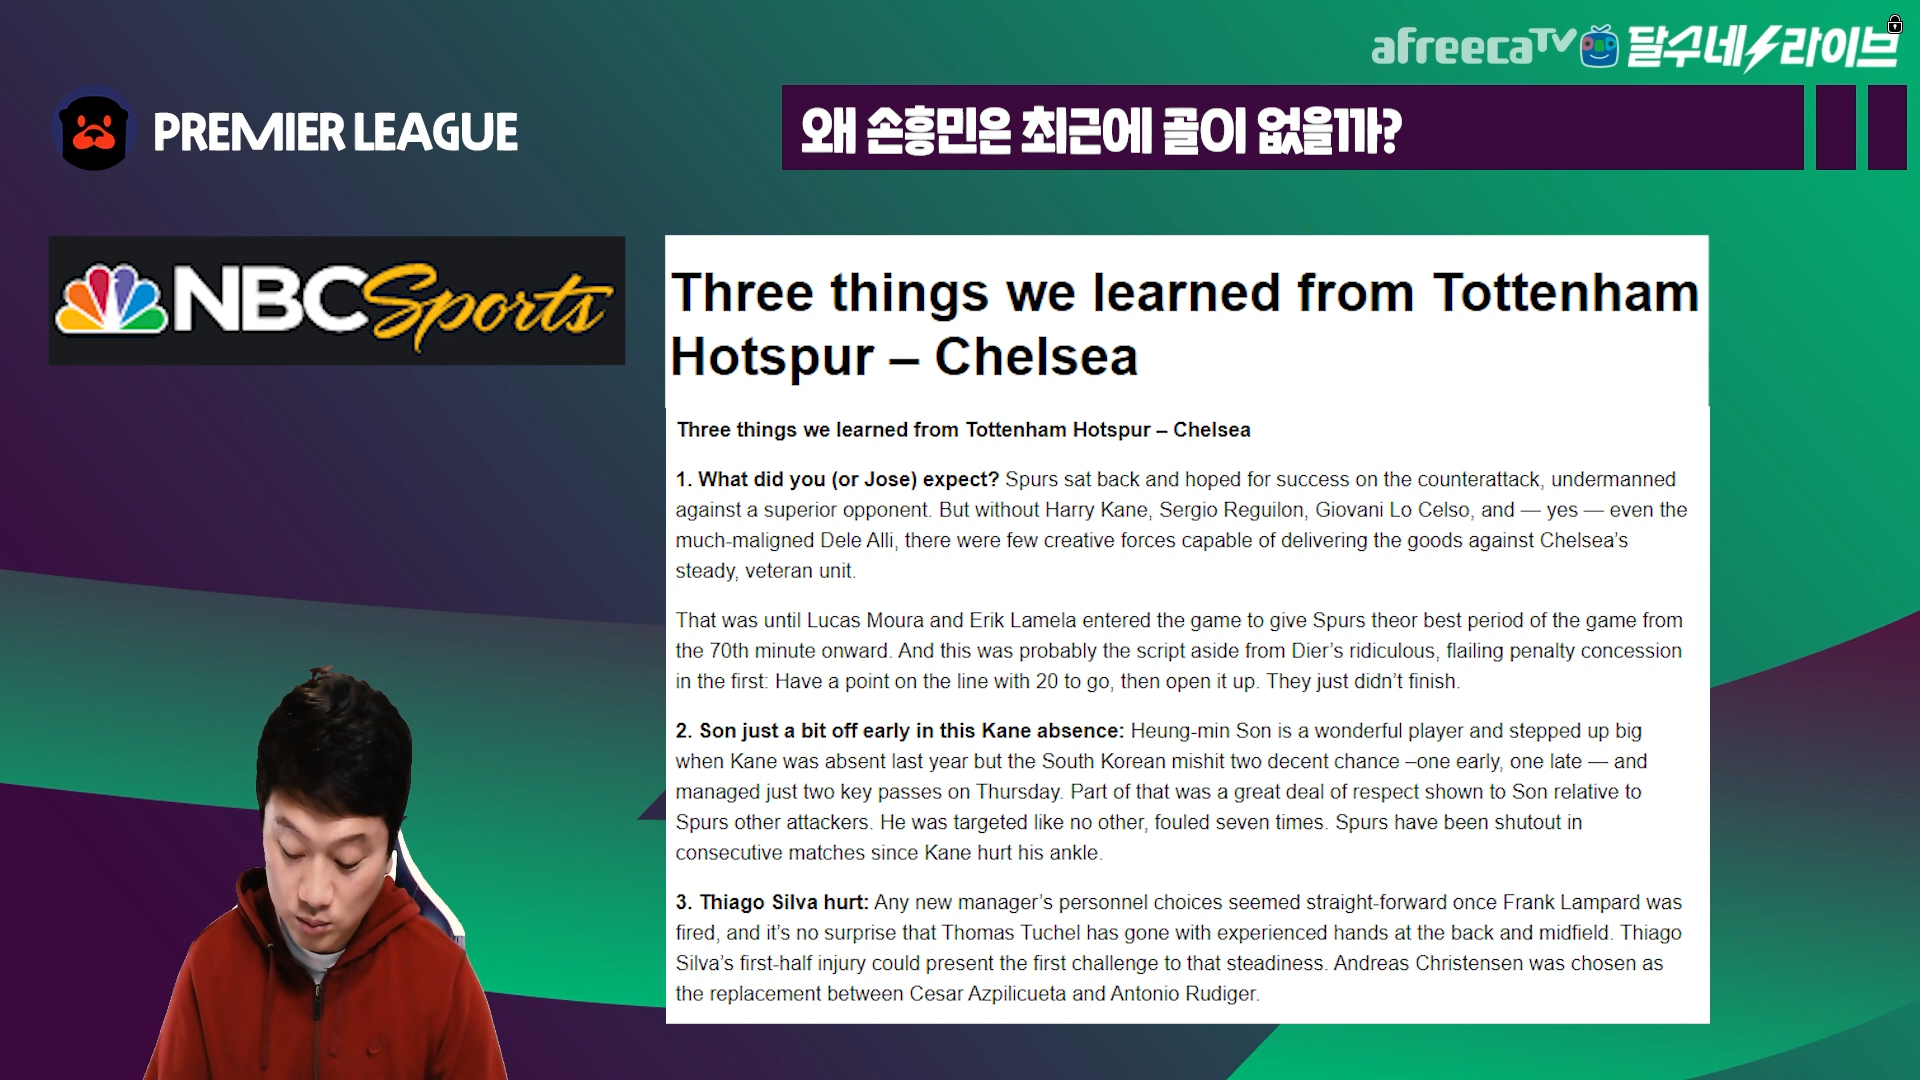 afreecaTV 달수네라이브
PREMIER LEAGUE
왜 손흥민은 최근에 골이 없을까?
NBC Sports
Three things we learned from Tottenham
Hotspur – Chelsea
Three things we learned from Tottenham Hotspur – Chelsea
1. What did you (or Jose) expect? Spurs sat back and hoped for success on the counterattack, undermanned
against a superior opponent. But without Harry Kane, Sergio Reguilon, Giovani Lo Celso, and — yes — even the
much-maligned Dele Alli, there were few creative forces capable of delivering the goods against Chelsea’s
steady, veteran unit.
That was until Lucas Moura and Erik Lamela entered the game to give Spurs theor best period of the game from
the 70th minute onward. And this was probably the script aside from Dier’s ridiculous, flailing penalty concession
in the first: Have a point on the line with 20 to go, then open it up. They just didn’t finish.
2. Son just a bit off early in this Kane absence: Heung-min Son is a wonderful player and stepped up big
when Kane was absent last year but the South Korean mishit two decent chance –one early, one late — and
managed just two key passes on Thursday. Part of that was a great deal of respect shown to Son relative to
Spurs other attackers. He was targeted like no other, fouled seven times. Spurs have been shutout in
consecutive matches since Kane hurt his ankle.
3. Thiago Silva hurt: Any new manager’s personnel choices seemed straight-forward once Frank Lampard was
fired, and it’s no surprise that Thomas Tuchel has gone with experienced hands at the back and midfield. Thiago
Silva’s first-half injury could present the first challenge to that steadiness. Andreas Christensen was chosen as
the replacement between Cesar Azpilicueta and Antonio Rudiger.